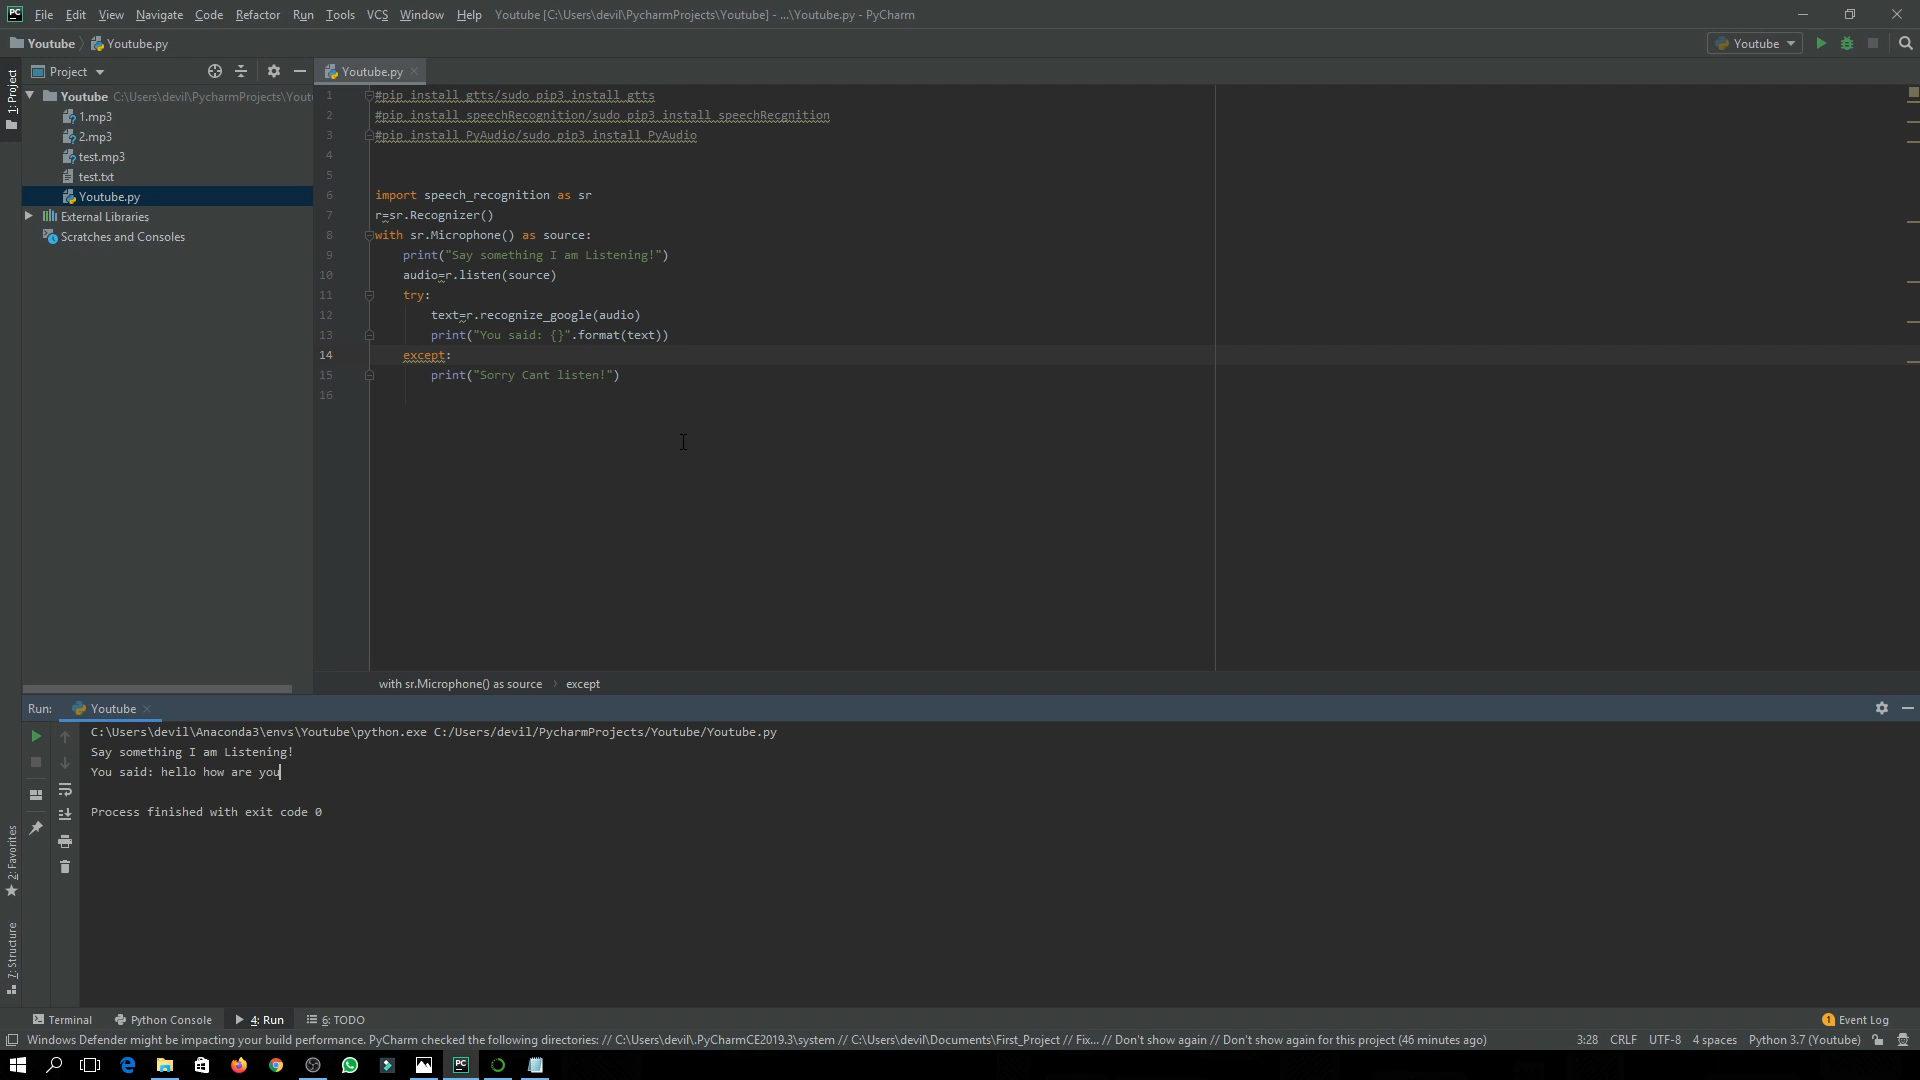 PC File Edit View Navigate Code Refactor Run Tools VCS Window Help Youtube [C:\Users\devil\PycharmProjects\Youtube] - ...\Youtube.py - PyCharm
Youtube Youtube.py Youtube
Project Youtube.py
1: Project
Youtube C:\Users\devil\PycharmProjects\Yout
1.mp3
2.mp3
test.mp3
test.txt
Youtube.py
External Libraries
Scratches and Consoles
1 #pip install gtts/sudo pip3 install gtts
2 #pip install speechRecognition/sudo pip3 install speechRecgnition
3 #pip install PyAudio/sudo pip3 install PyAudio
4
5
6 import speech_recognition as sr
7 r=sr.Recognizer()
8 with sr.Microphone() as source:
9 print("Say something I am Listening!")
10 audio=r.listen(source)
11 try:
12 text=r.recognize_google(audio)
13 print("You said: {}".format(text))
14 except:
15 print("Sorry Cant listen!")
16
with sr.Microphone() as source › except
Run: Youtube
C:\Users\devil\Anaconda3\envs\Youtube\python.exe C:/Users/devil/PycharmProjects/Youtube/Youtube.py
Say something I am Listening!
You said: hello how are you
Process finished with exit code 0
2: Favorites
7: Structure
Terminal Python Console 4: Run 6: TODO 1 Event Log
Windows Defender might be impacting your build performance. PyCharm checked the following directories: // C:\Users\devil\.PyCharmCE2019.3\system // C:\Users\devil\Documents\First_Project // Fix... // Don't show again // Don't show again for this project (46 minutes ago) 3:28 CRLF UTF-8 4 spaces Python 3.7 (Youtube)
PC